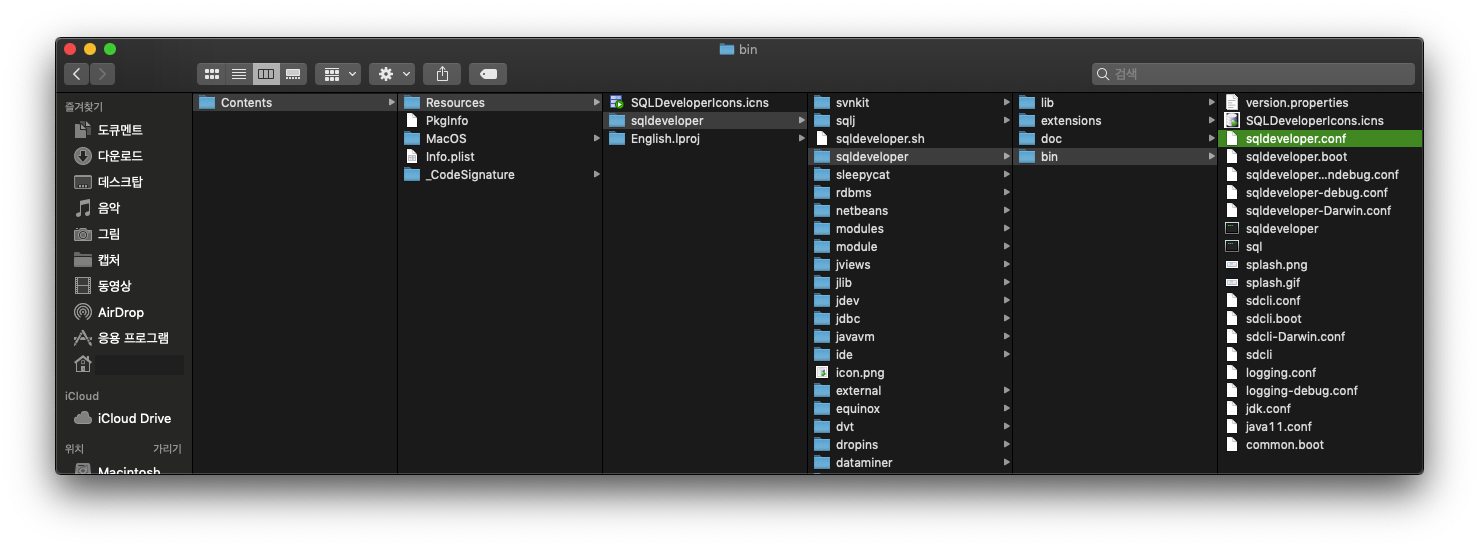 bin
검색
즐겨찾기
도큐멘트
다운로드
데스크탑
음악
그림
캡처
동영상
AirDrop
응용 프로그램
iCloud
iCloud Drive
위치 가리기
Macintosh
Contents
Resources
PkgInfo
MacOS
Info.plist
_CodeSignature
SQLDeveloperIcons.icns
sqldeveloper
English.lproj
svnkit
sqlj
sqldeveloper.sh
sqldeveloper
sleepycat
rdbms
netbeans
modules
module
jviews
jlib
jdev
jdbc
javavm
ide
icon.png
external
equinox
dvt
dropins
dataminer
lib
extensions
doc
bin
version.properties
SQLDeveloperIcons.icns
sqldeveloper.conf
sqldeveloper.boot
sqldeveloper...ndebug.conf
sqldeveloper-debug.conf
sqldeveloper-Darwin.conf
sqldeveloper
sql
splash.png
splash.gif
sdcli.conf
sdcli.boot
sdcli-Darwin.conf
sdcli
logging.conf
logging-debug.conf
jdk.conf
java11.conf
common.boot